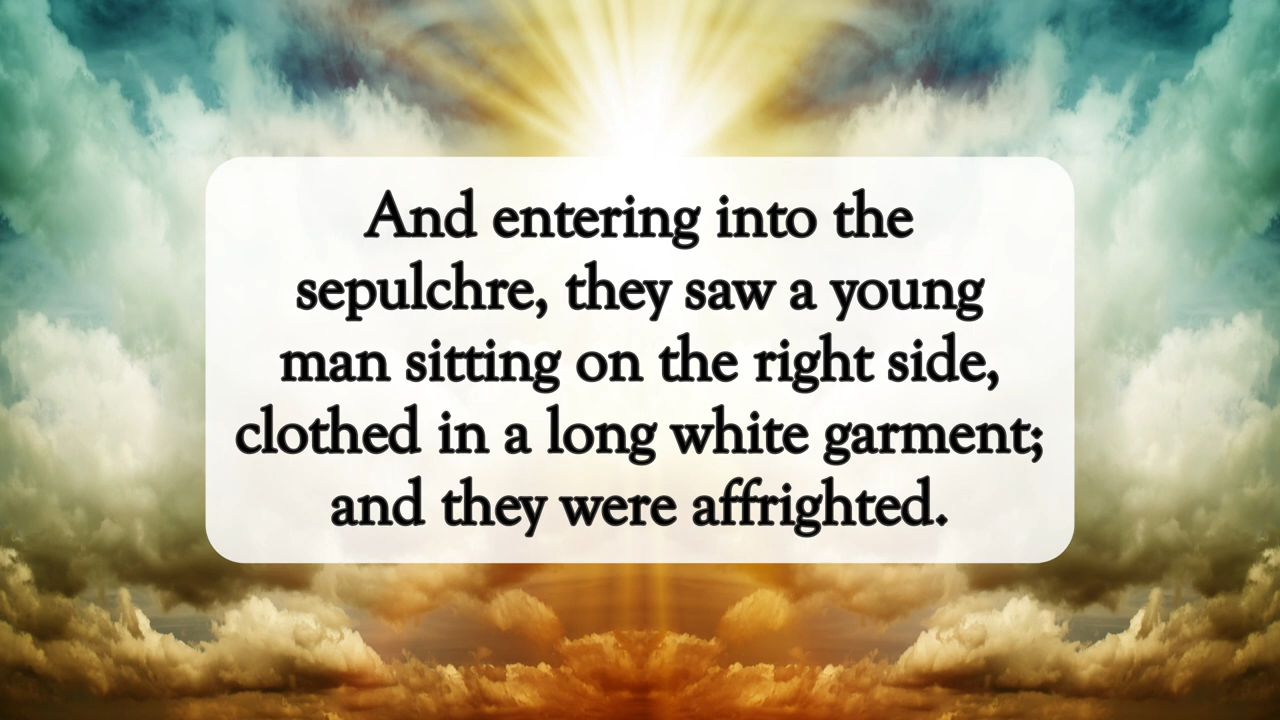 And entering into the
sepulchre, they saw a young
man sitting on the right side,
clothed in a long white garment;
and they were affrighted.